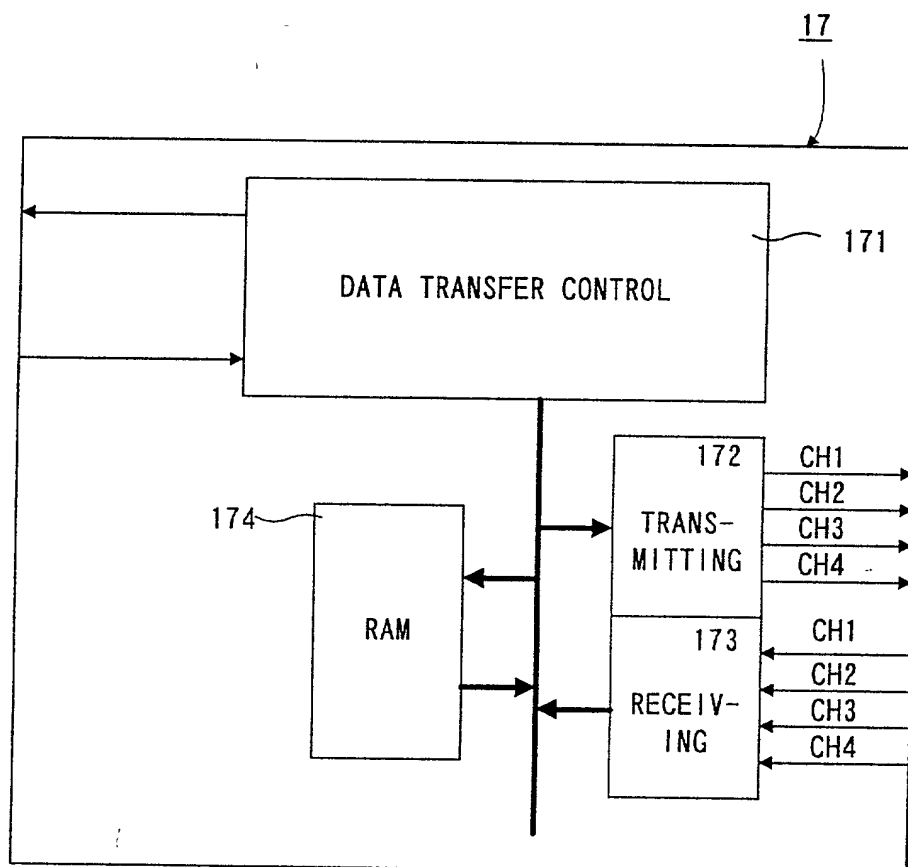 17
171
DATA TRANSFER CONTROL
172
CH1
CH2
CH3
CH4
TRANS-
MITTING
174
RAM
173
CH1
CH2
CH3
CH4
RECEIV-
ING